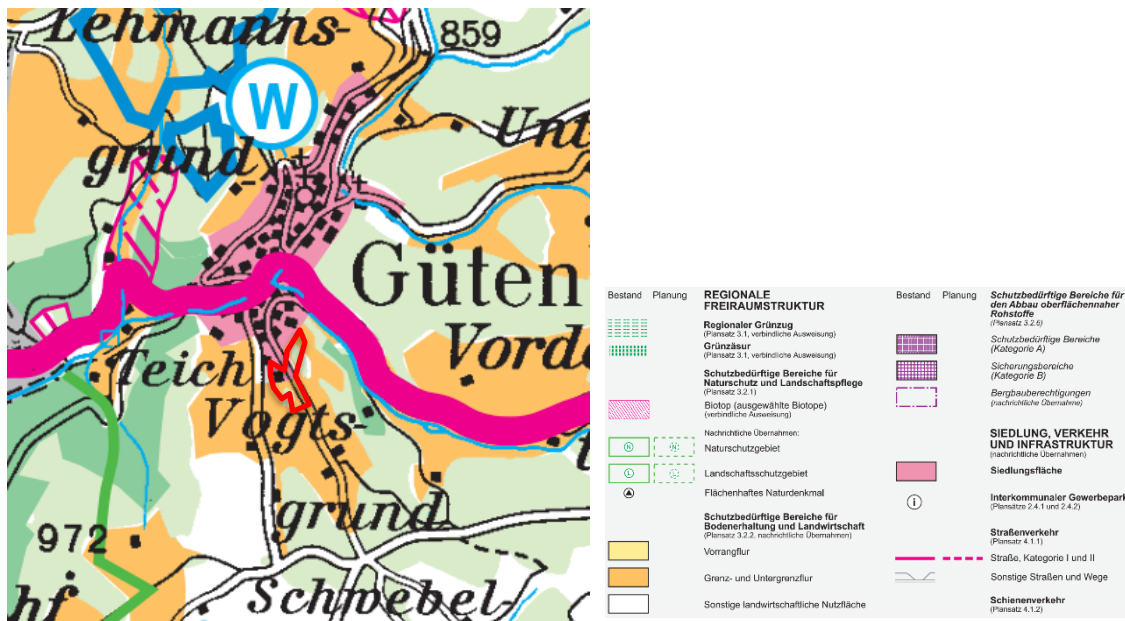 Lehmanns-
859
W
Unt
grund
Güten
Vorde
Teich
Vogts-
t
grund
972
Schwebel-
hf
Bestand Planung REGIONALE
FREIRAUMSTRUKTUR
Regionaler Grünzug
(Plansatz 3.1, verbindliche Ausweisung)
Grünzäsur
(Plansatz 3.1, verbindliche Ausweisung)
Schutzbedürftige Bereiche für
Naturschutz und Landschaftspflege
(Plansatz 3.2.1)
Biotop (ausgewählte Biotope)
(verbindliche Ausweisung)
Nachrichtliche Übernahmen:
N N Naturschutzgebiet
L L Landschaftsschutzgebiet
Flächenhaftes Naturdenkmal
Schutzbedürftige Bereiche für
Bodenerhaltung und Landwirtschaft
(Plansatz 3.2.2, nachrichtliche Übernahmen)
Vorrangflur
Grenz- und Untergrenzflur
Sonstige landwirtschaftliche Nutzfläche
Bestand Planung Schutzbedürftige Bereiche für
den Abbau oberflächennaher
Rohstoffe
(Plansatz 3.2.6)
Schutzbedürftige Bereiche
(Kategorie A)
Sicherungsbereiche
(Kategorie B)
Bergbauberechtigungen
(nachrichtliche Übernahme)
SIEDLUNG, VERKEHR
UND INFRASTRUKTUR
(nachrichtliche Übernahmen)
Siedlungsfläche
i Interkommunaler Gewerbepark
(Plansätze 2.4.1 und 2.4.2)
Straßenverkehr
(Plansatz 4.1.1)
Straße, Kategorie I und II
Sonstige Straßen und Wege
Schienenverkehr
(Plansatz 4.1.2)